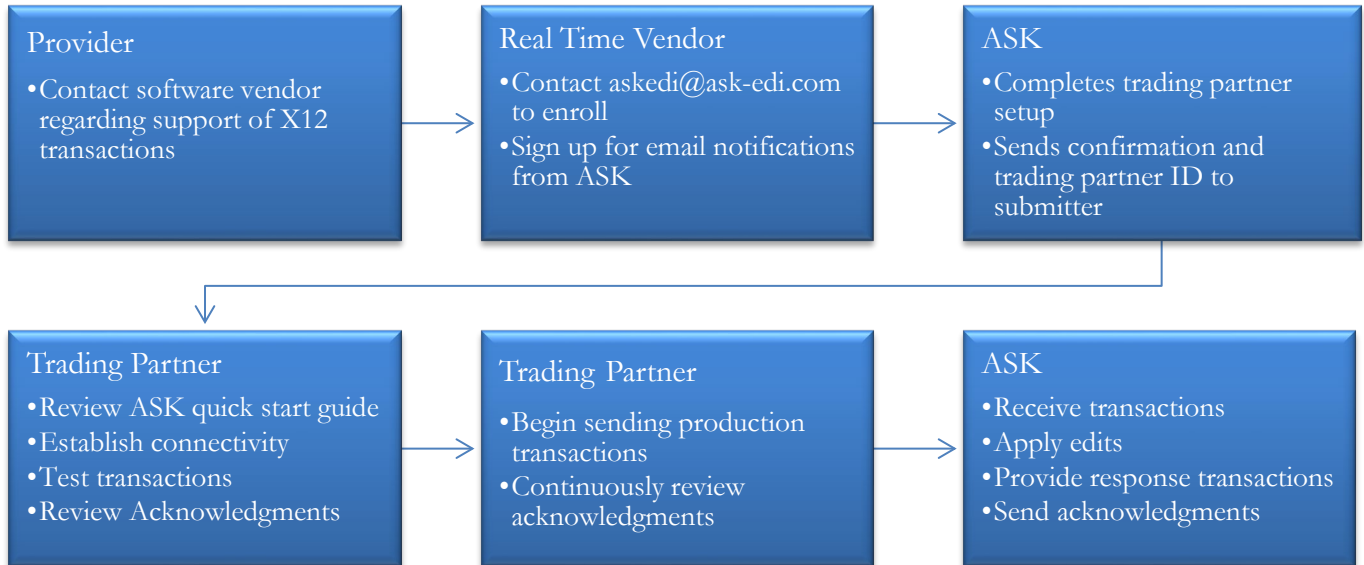 Provider
•Contact software vendor
regarding support of X12
transactions
Real Time Vendor
•Contact askedi@ask-edi.com
to enroll
•Sign up for email notifications
from ASK
ASK
•Completes trading partner
setup
•Sends confirmation and
trading partner ID to
submitter
Trading Partner
•Review ASK quick start guide
•Establish connectivity
•Test transactions
•Review Acknowledgments
Trading Partner
•Begin sending production
transactions
•Continuously review
acknowledgments
ASK
•Receive transactions
•Apply edits
•Provide response transactions
•Send acknowledgments